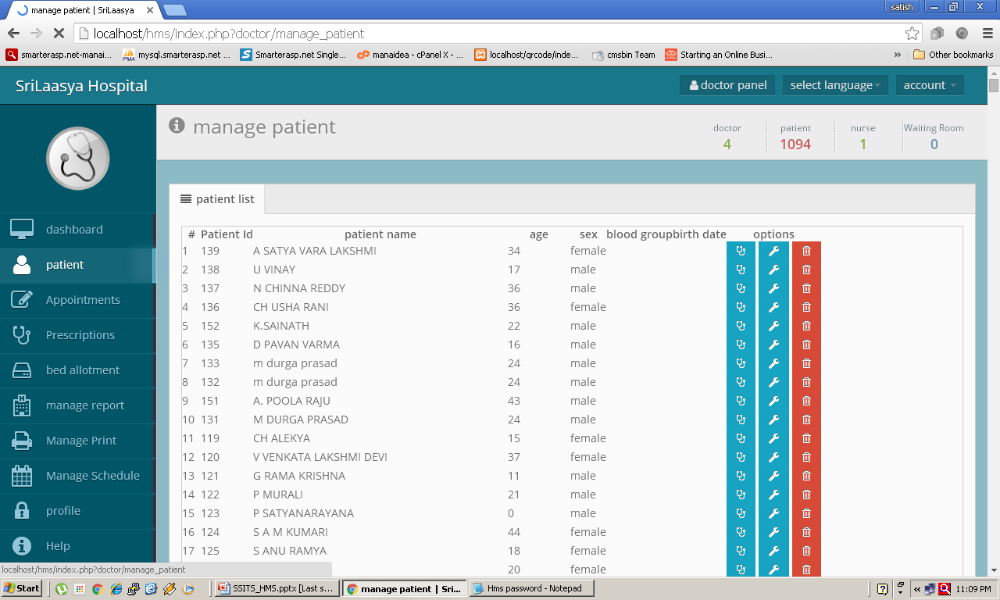 manage patient | SriLaasya
satish
localhost/hms/index.php?doctor/manage_patient
smarterasp.net-manai... mysql.smarterasp.net ... Smarterasp.net Single... manaidea - cPanel X - ... localhost/qrcode/inde... cmsbin Team Starting an Online Busi... » Other bookmarks
SriLaasya Hospital doctor panel select language account
manage patient
doctor patient nurse Waiting Room
4 1094 1 0
dashboard
patient
Appointments
Prescriptions
bed allotment
manage report
Manage Print
Manage Schedule
profile
Help
patient list
# Patient Id patient name age sex blood groupbirth date options
1 139 A SATYA VARA LAKSHMI 34 female
2 138 U VINAY 17 male
3 137 N CHINNA REDDY 36 male
4 136 CH USHA RANI 36 female
5 152 K.SAINATH 22 male
6 135 D PAVAN VARMA 16 male
7 133 m durga prasad 24 male
8 132 m durga prasad 24 male
9 151 A. POOLA RAJU 43 male
10 131 M DURGA PRASAD 24 male
11 119 CH ALEKYA 15 female
12 120 V VENKATA LAKSHMI DEVI 37 female
13 121 G RAMA KRISHNA 11 male
14 122 P MURALI 21 male
15 123 P SATYANARAYANA 0 male
16 124 S A M KUMARI 44 female
17 125 S ANU RAMYA 18 female
20 female
localhost/hms/index.php?doctor/manage_patient
Start SSITS_HMS.pptx [Last s... manage patient | Sri... Hms password - Notepad « 11:09 PM